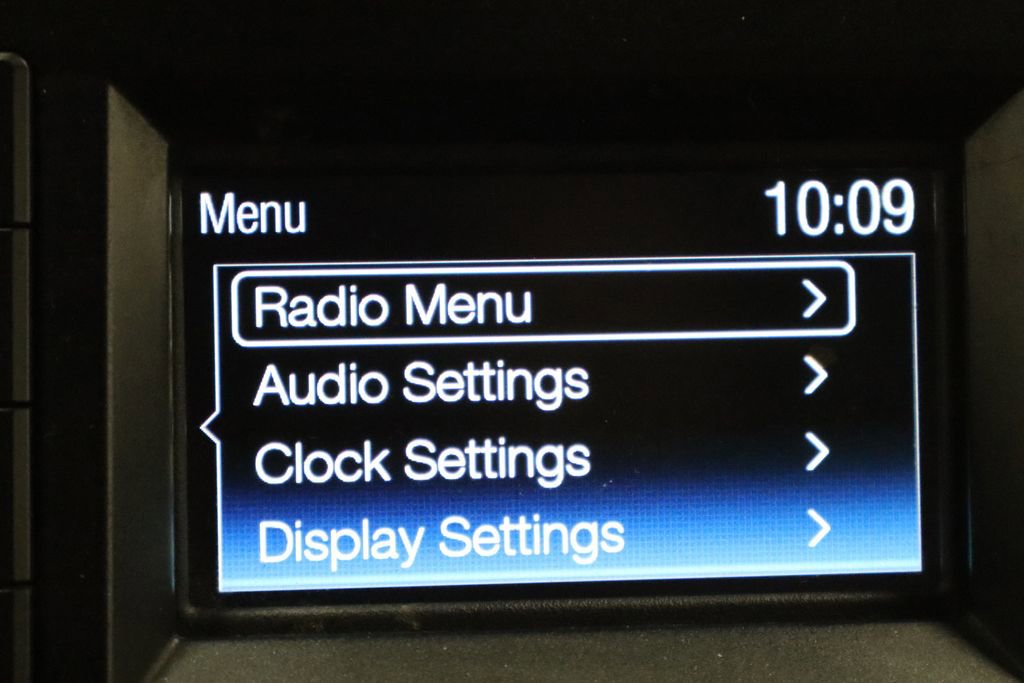 Menu 10:09
Radio Menu
Audio Settings
Clock Settings
Display Settings